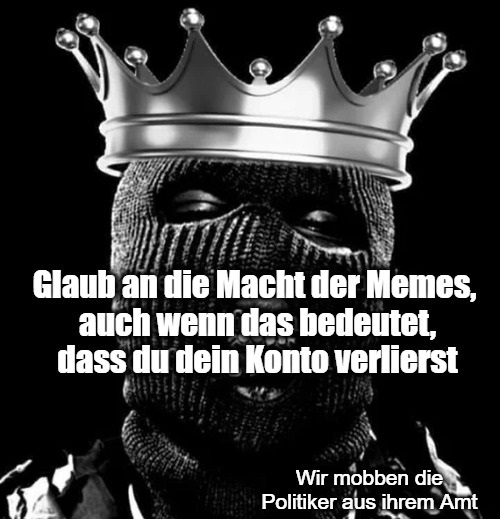 Glaub an die Macht der Memes,
auch wenn das bedeutet,
dass du dein Konto verlierst
Wir mobben die
Politiker aus ihrem Amt